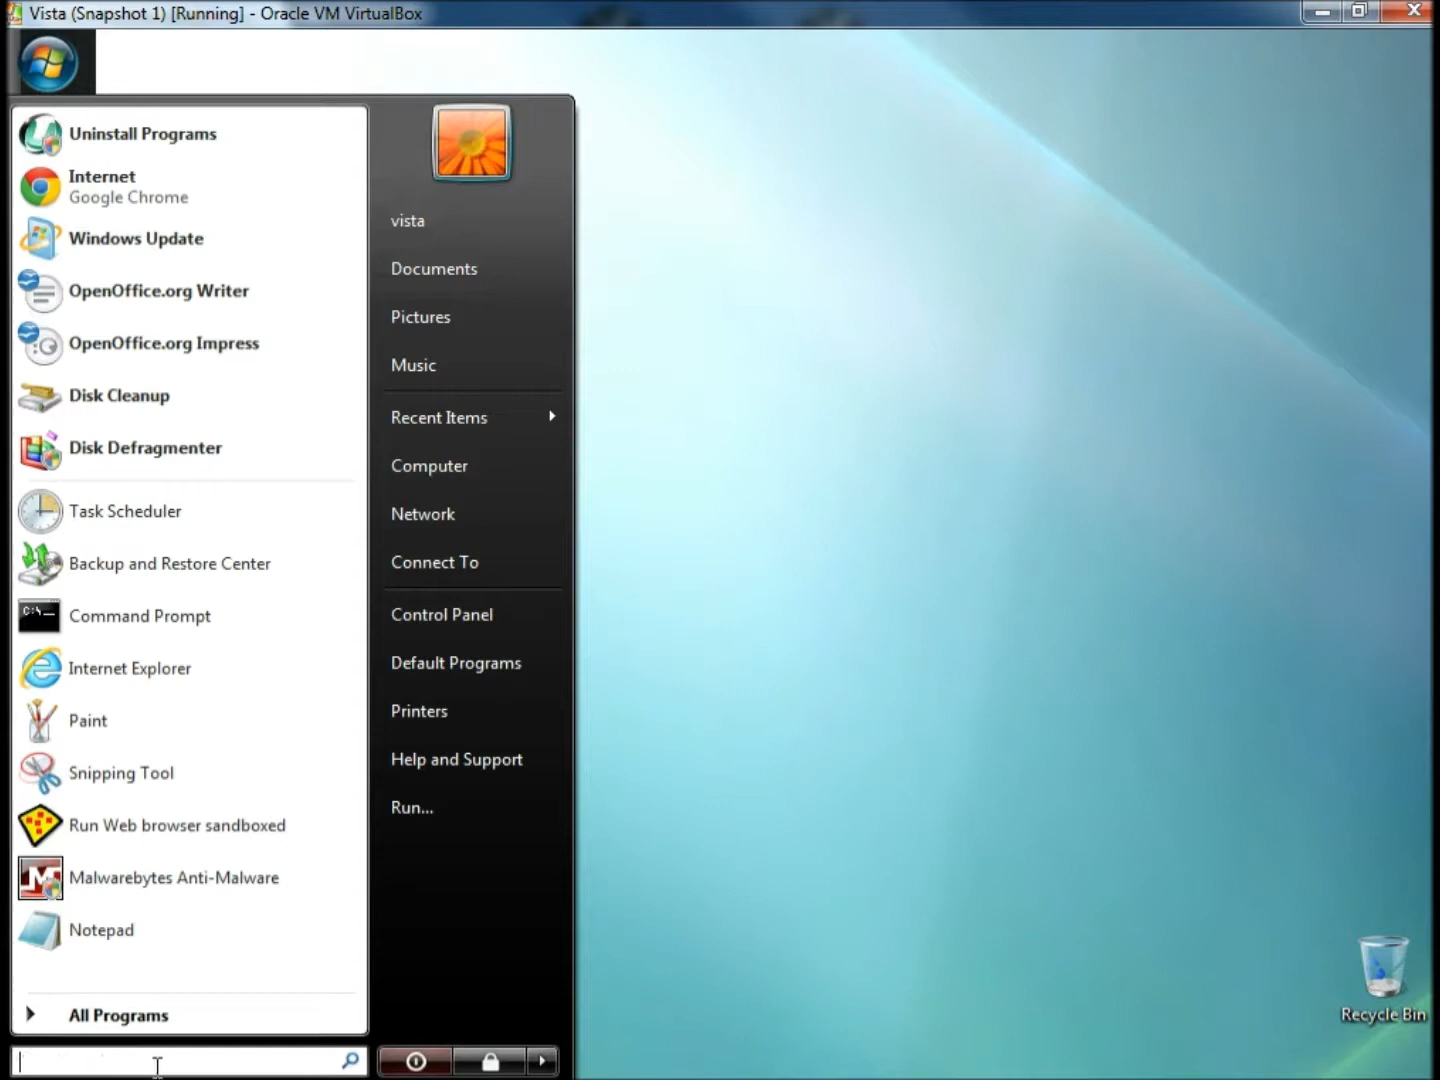 Vista (Snapshot 1) [Running] - Oracle VM VirtualBox
Uninstall Programs
Internet
Google Chrome
Windows Update
OpenOffice.org Writer
OpenOffice.org Impress
Disk Cleanup
Disk Defragmenter
Task Scheduler
Backup and Restore Center
C:\_
Command Prompt
Internet Explorer
Paint
Snipping Tool
Run Web browser sandboxed
Malwarebytes Anti-Malware
Notepad
All Programs
vista
Documents
Pictures
Music
Recent Items
Computer
Network
Connect To
Control Panel
Default Programs
Printers
Help and Support
Run...
Recycle Bin